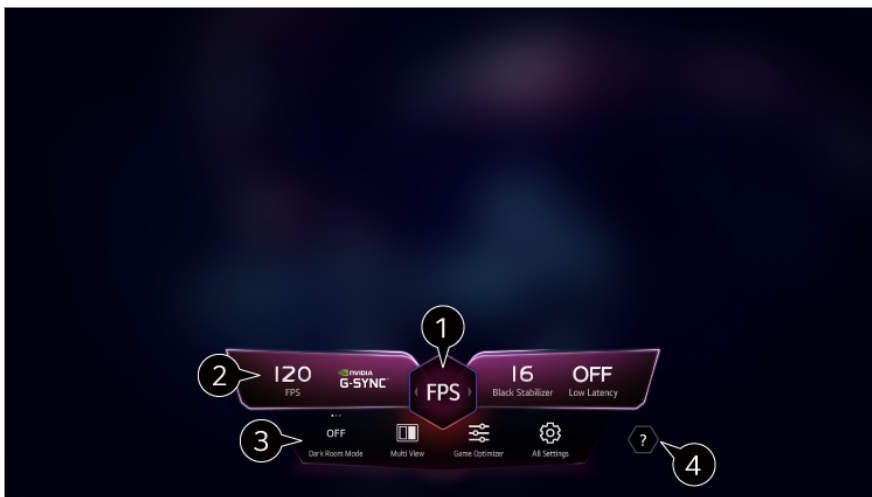 1
2
120
FPS
NVIDIA
G-SYNC
FPS
16
Black Stabilizer
OFF
Low Latency
3
OFF
Dark Room Mode
Multi View
Game Optimizer
All Settings
?
4